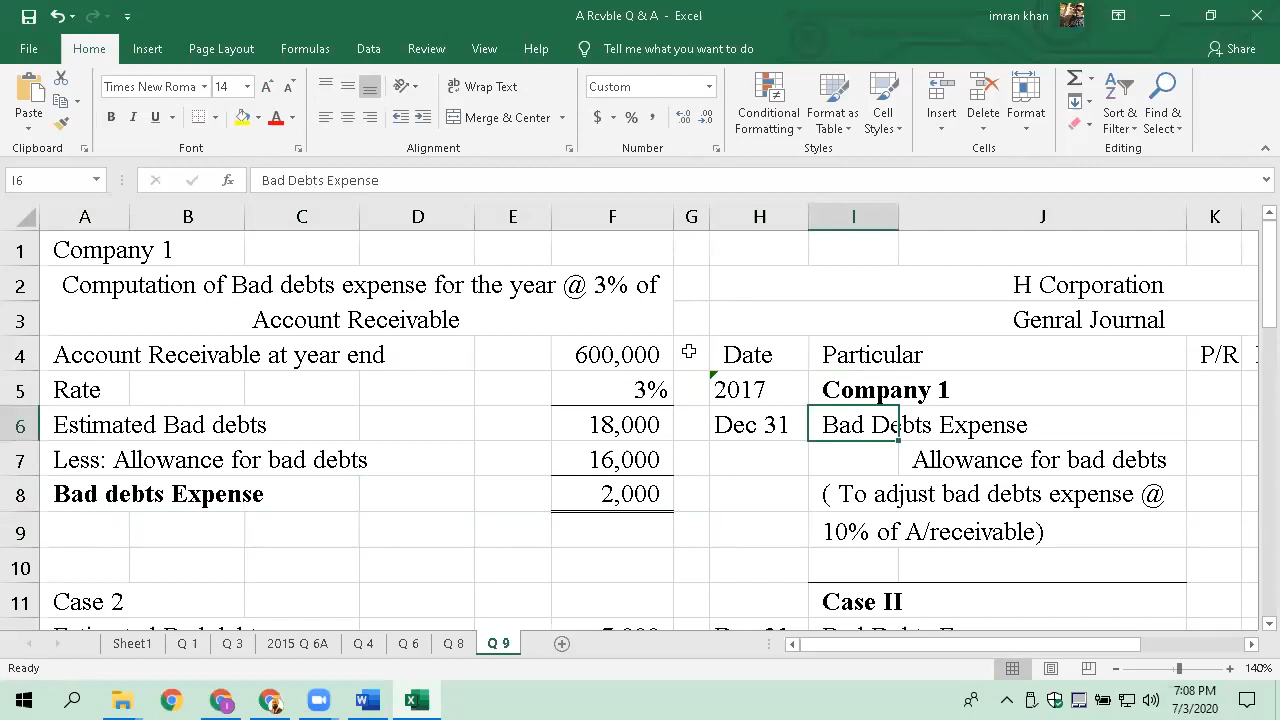 A Rcvble Q & A - Excel
imran khan
File Home Insert Page Layout Formulas Data Review View Help Tell me what you want to do Share
Times New Roma 14 Wrap Text Custom
Paste B I U Merge & Center $ % , Conditional Formatting Format as Table Cell Styles Insert Delete Format Sort & Filter Find & Select
Clipboard Font Alignment Number Styles Cells Editing
I6 fx Bad Debts Expense
A B C D E F G H I J K
1 Company 1
2 Computation of Bad debts expense for the year @ 3% of H Corporation
3 Account Receivable Genral Journal
4 Account Receivable at year end 600,000 Date Particular P/R
5 Rate 3% 2017 Company 1
6 Estimated Bad debts 18,000 Dec 31 Bad Debts Expense
7 Less: Allowance for bad debts 16,000 Allowance for bad debts
8 Bad debts Expense 2,000 ( To adjust bad debts expense @
9 10% of A/receivable)
10
11 Case 2 Case II
Sheet1 Q 1 Q 3 2015 Q 6A Q 4 Q 6 Q 8 Q 9
Ready 140%
7:08 PM
7/3/2020